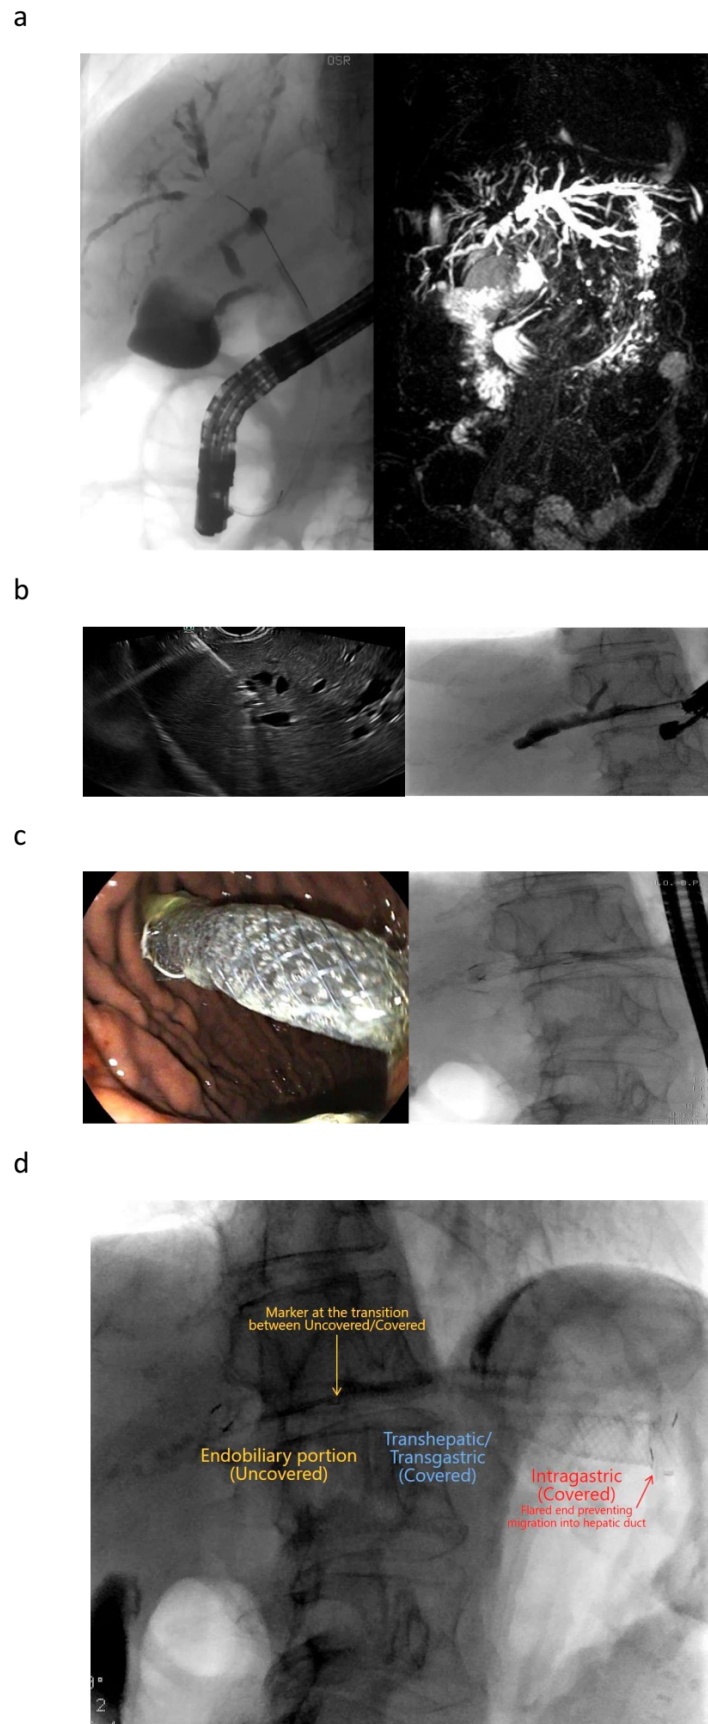 a
OSR
b
c
d
Marker at the transition
between Uncovered/Covered
Endobiliary portion
(Uncovered)
Transhepatic/
Transgastric
(Covered)
Intragastric
(Covered)
Flared end preventing
migration into hepatic duct
2